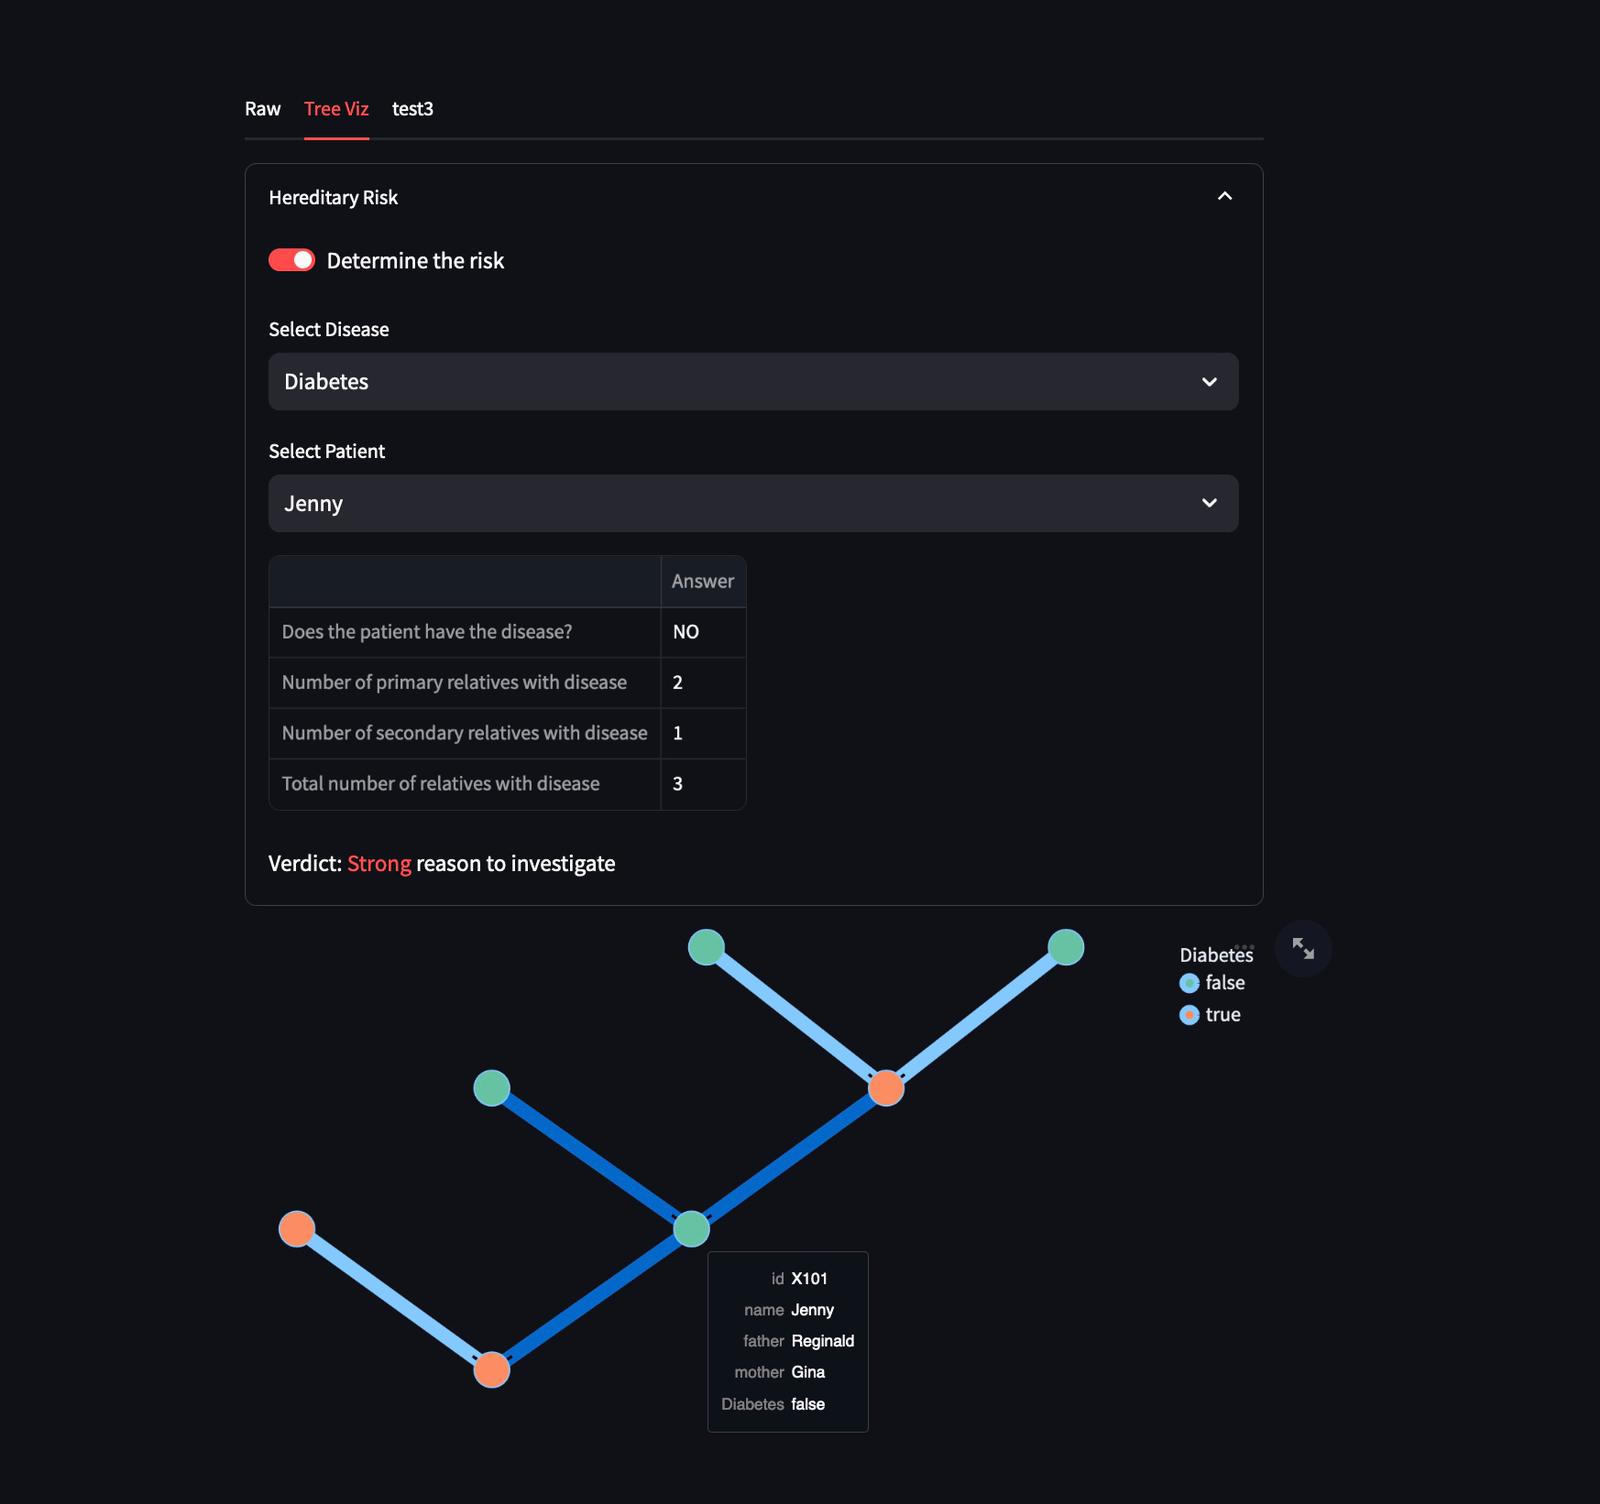 Raw Tree Viz test3
Hereditary Risk
Determine the risk
Select Disease
Diabetes
Select Patient
Jenny
Answer
Does the patient have the disease? NO
Number of primary relatives with disease 2
Number of secondary relatives with disease 1
Total number of relatives with disease 3
Verdict: Strong reason to investigate
Diabetes
false
true
id X101
name Jenny
father Reginald
mother Gina
Diabetes false